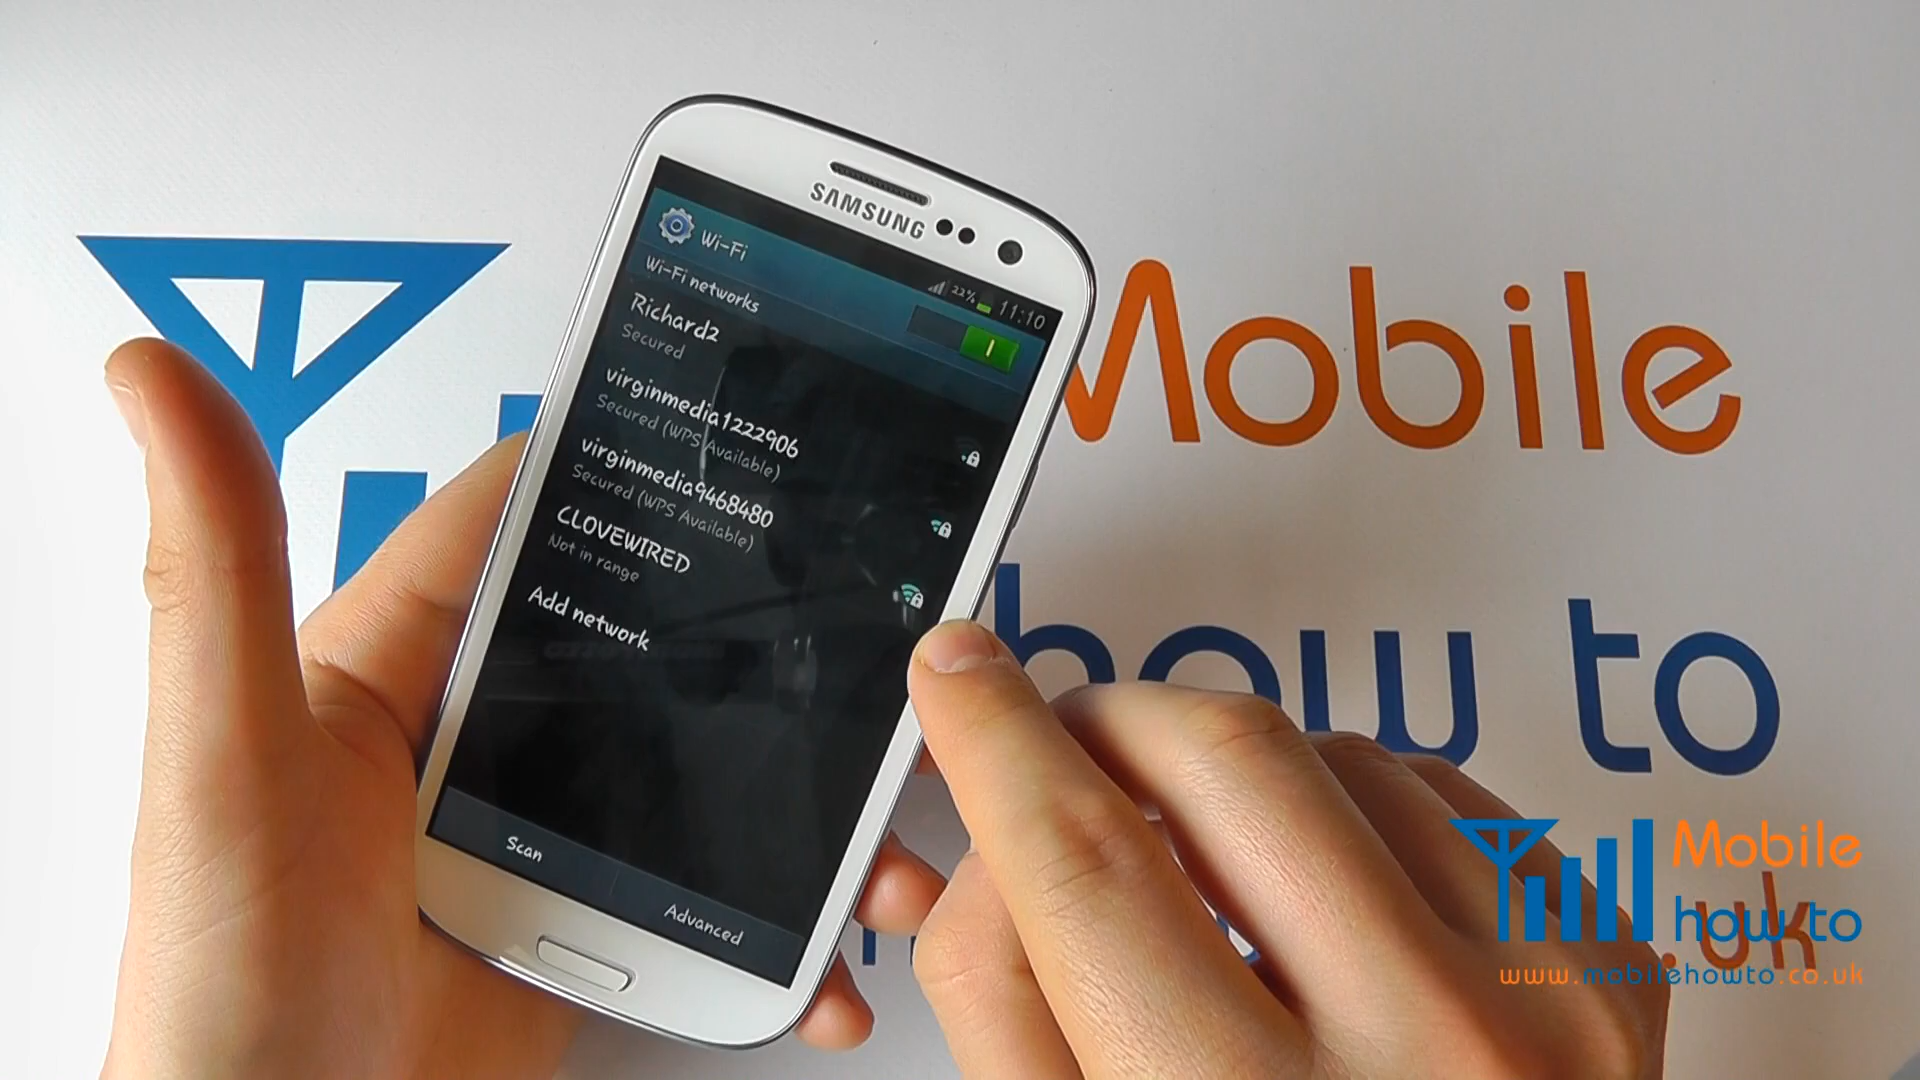 SAMSUNG
22% 11:10
Wi-Fi
Wi-Fi networks
Richard2
Secured
virginmedia1222906
Secured (WPS Available)
virginmedia9468480
Secured (WPS Available)
CLOVEWIRED
Not in range
Add network
Scan
Advanced
Mobile
how to
.uk
Mobile
how to
www.mobilehowto.co.uk